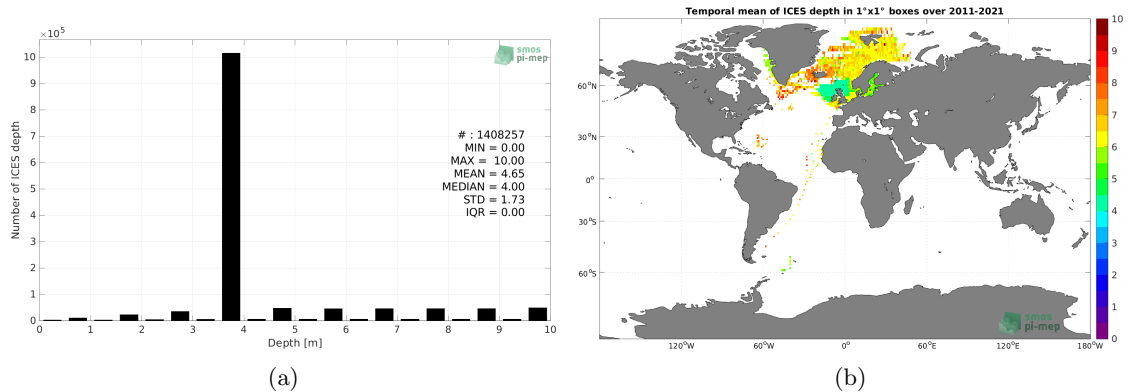 ×10⁵
10
9
8
7
6
5
4
3
2
1
0
Number of ICES depth
smos
pi-mep
# : 1408257
MIN = 0.00
MAX = 10.00
MEAN = 4.65
MEDIAN = 4.00
STD = 1.73
IQR = 0.00
0 1 2 3 4 5 6 7 8 9 10
Depth [m]
(a)
Temporal mean of ICES depth in 1°x1° boxes over 2011-2021
60°N
30°N
0°
30°S
60°S
120°W 60°W 0° 60°E 120°E 180°W
smos
pi-mep
10
9
8
7
6
5
4
3
2
1
0
(b)